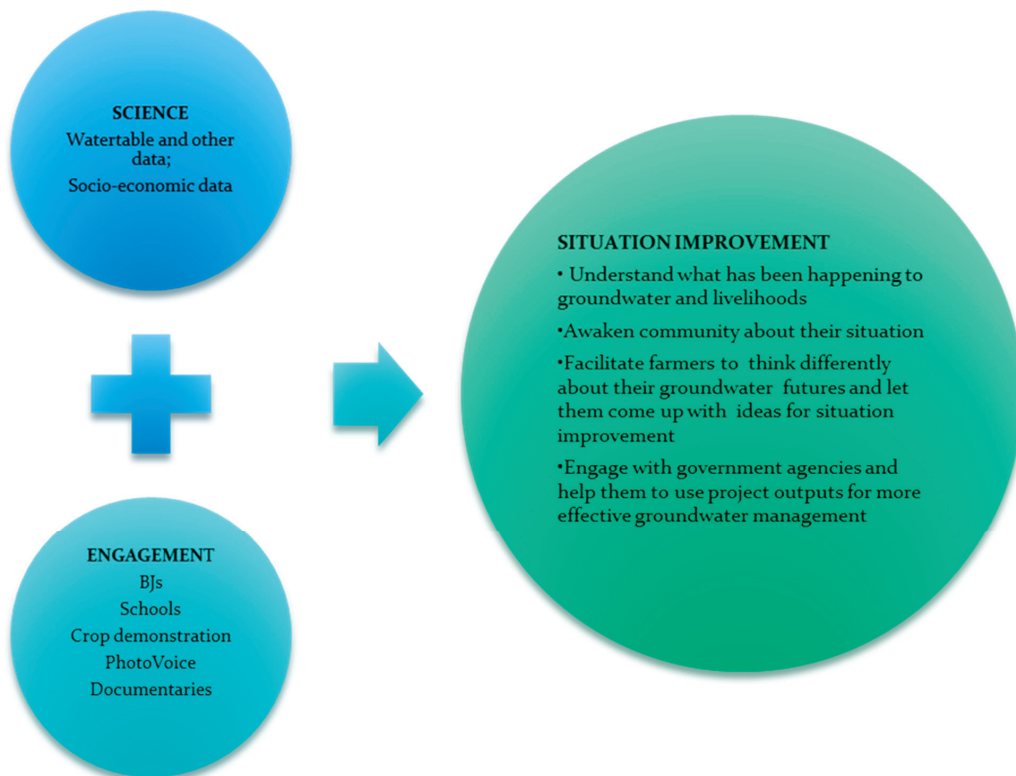 SCIENCE
Watertable and other
data;
Socio-economic data
ENGAGEMENT
BJs
Schools
Crop demonstration
PhotoVoice
Documentaries
SITUATION IMPROVEMENT
• Understand what has been happening to
groundwater and livelihoods
•Awaken community about their situation
•Facilitate farmers to think differently
about their groundwater futures and let
them come up with ideas for situation
improvement
•Engage with government agencies and
help them to use project outputs for more
effective groundwater management